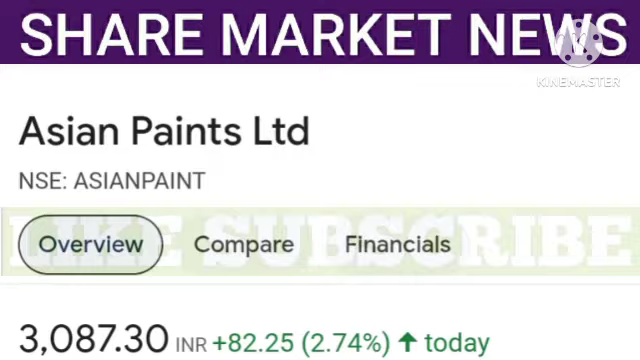 SHARE MARKET NEWS
KINEMASTER
Asian Paints Ltd
NSE: ASIANPAINT
LIKE SUBSCRIBE
Overview Compare Financials
3,087.30 INR +82.25 (2.74%) ↑ today